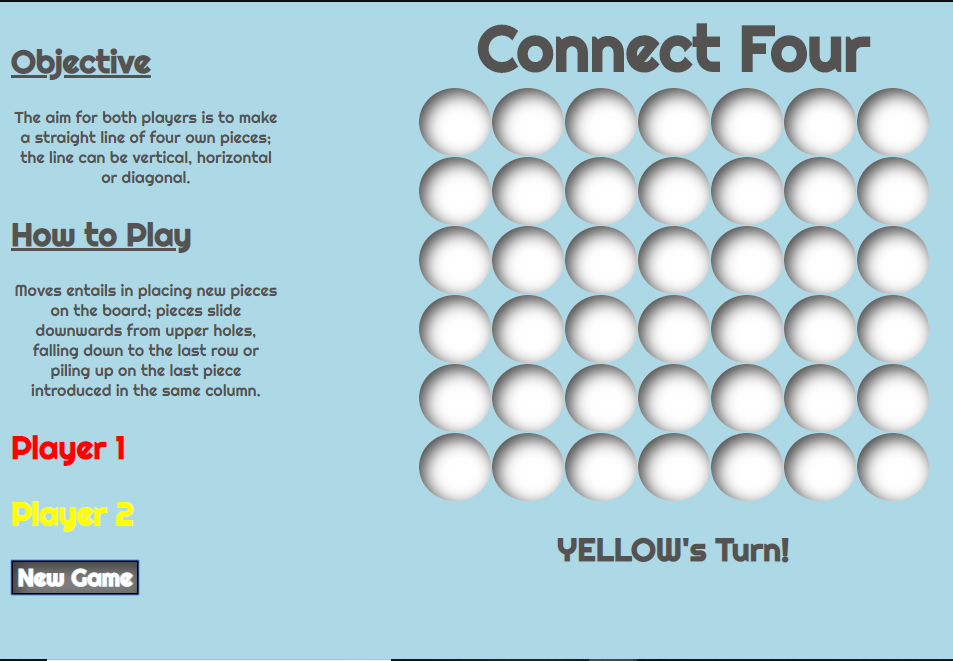 Connect Four
Objective
The aim for both players is to make
a straight line of four own pieces;
the line can be vertical, horizontal
or diagonal.
How to Play
Moves entails in placing new pieces
on the board; pieces slide
downwards from upper holes,
falling down to the last row or
piling up on the last piece
introduced in the same column.
Player 1
Player 2
New Game
YELLOW's Turn!